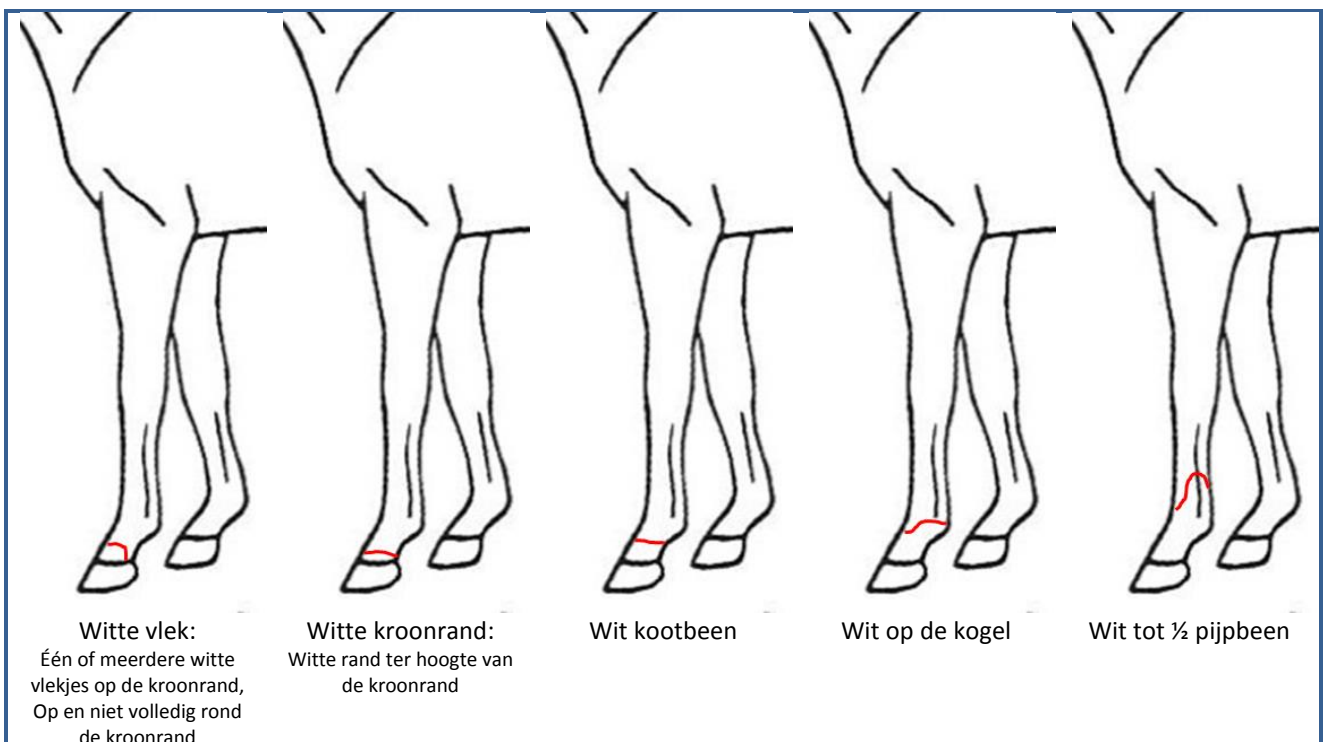 Witte vlek:
Één of meerdere witte
vlekjes op de kroonrand,
Op en niet volledig rond
de kroonrand
Witte kroonrand:
Witte rand ter hoogte van
de kroonrand
Wit kootbeen
Wit op de kogel
Wit tot ½ pijpbeen